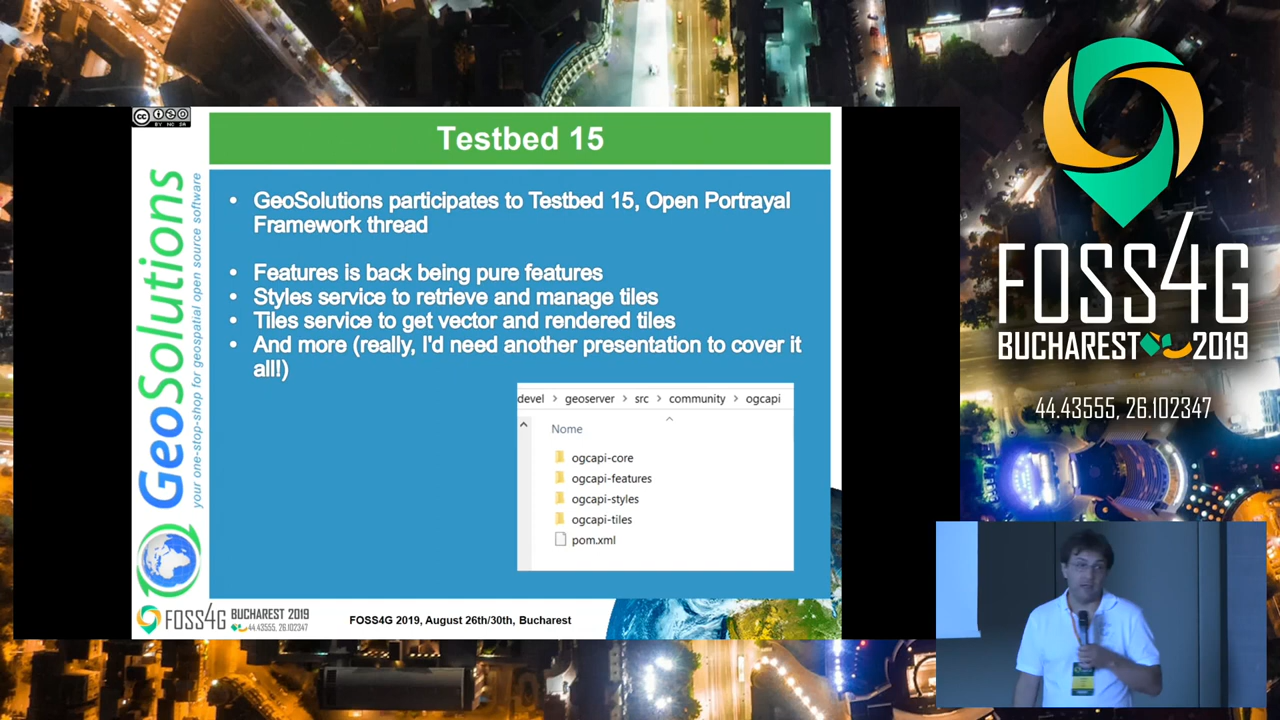 Testbed 15
GeoSolutions
your one-stop-shop for geospatial open source software
BY NC SA
• GeoSolutions participates to Testbed 15, Open Portrayal
Framework thread
• Features is back being pure features
• Styles service to retrieve and manage tiles
• Tiles service to get vector and rendered tiles
• And more (really, I'd need another presentation to cover it
all!)
devel > geoserver > src > community > ogcapi
Nome
ogcapi-core
ogcapi-features
ogcapi-styles
ogcapi-tiles
pom.xml
FOSS4G BUCHAREST 2019
44.43555, 26.102347
FOSS4G 2019, August 26th/30th, Bucharest
FOSS4G
BUCHAREST 2019
44.43555, 26.102347